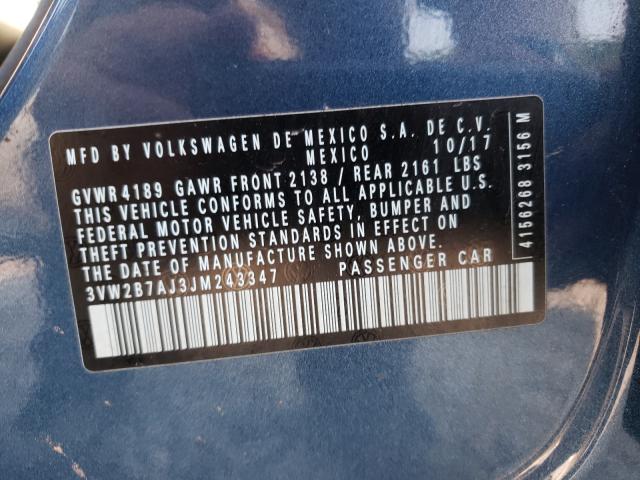 MFD BY VOLKSWAGEN DE MEXICO S.A. DE C.V.
MEXICO 10/17
GVWR 4189 GAWR FRONT 2138 / REAR 2161 LBS
THIS VEHICLE CONFORMS TO ALL APPLICABLE U.S.
FEDERAL MOTOR VEHICLE SAFETY, BUMPER AND
THEFT PREVENTION STANDARDS IN EFFECT ON
THE DATE OF MANUFACTURE SHOWN ABOVE.
3VW2B7AJ3JM243347 PASSENGER CAR
4156268 3156 M